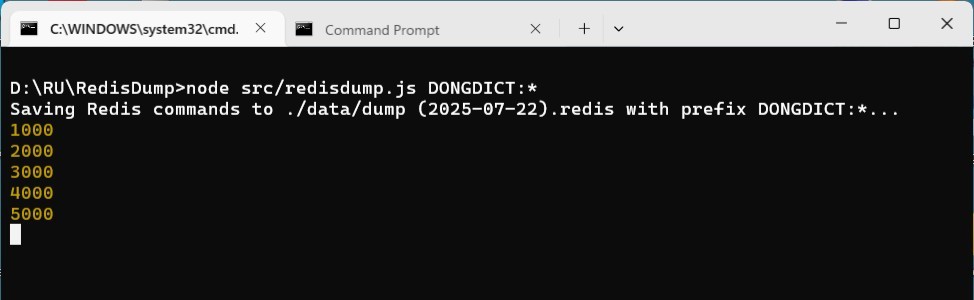 C:\WINDOWS\system32\cmd.
Command Prompt
D:\RU\RedisDump>node src/redisdump.js DONGDICT:*
Saving Redis commands to ./data/dump (2025-07-22).redis with prefix DONGDICT:*...
1000
2000
3000
4000
5000